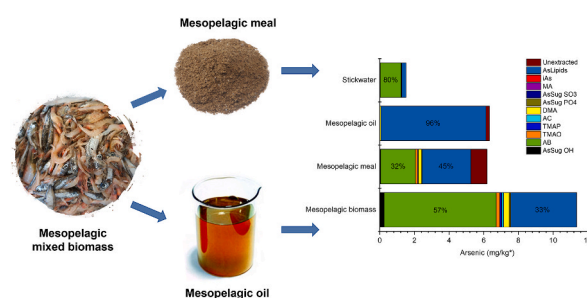 Mesopelagic meal
Mesopelagic
mixed biomass
Mesopelagic oil
Stickwater
Mesopelagic oil
Mesopelagic meal
Mesopelagic biomass
80%
96%
32%
45%
57%
33%
0
2
4
6
8
10
12
Arsenic (mg/kg*)
Unextracted
AsLipids
iAs
MA
AsSug SO3
AsSug PO4
DMA
AC
TMAP
TMAO
AB
AsSug OH